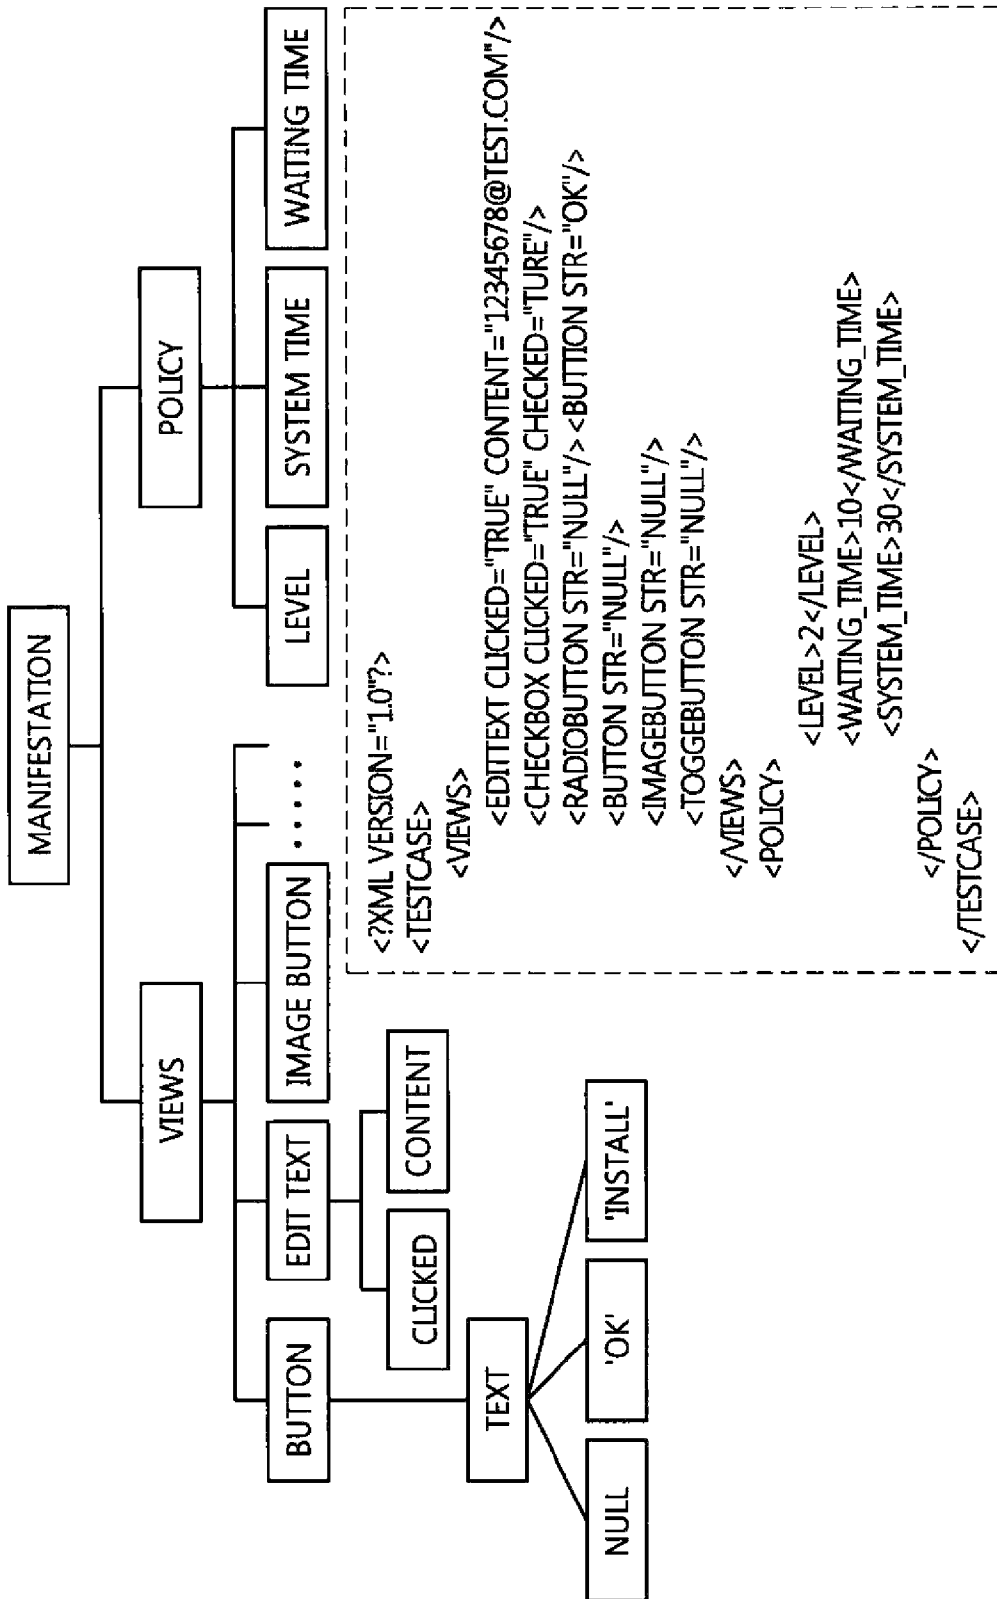 MANIFESTATION
VIEWS
POLICY
BUTTON
EDIT TEXT
IMAGE BUTTON
.....
LEVEL
SYSTEM TIME
WAITING TIME
CLICKED
CONTENT
TEXT
NULL
'OK'
'INSTALL'
<?XML VERSION="1.0"?>
<TESTCASE>
<VIEWS>
<EDITTEXT CLICKED="TRUE" CONTENT="12345678@TEST.COM"/>
<CHECKBOX CLICKED="TRUE" CHECKED="TURE"/>
<RADIOBUTTON STR="NULL"/><BUTTION STR="OK"/>
<BUTTON STR="NULL"/>
<IMAGEBUTTON STR="NULL"/>
<TOGGEBUTTON STR="NULL"/>
</VIEWS>
<POLICY>
<LEVEL>2</LEVEL>
<WAITING_TIME>10</WAITING_TIME>
<SYSTEM_TIME>30</SYSTEM_TIME>
</POLICY>
</TESTCASE>